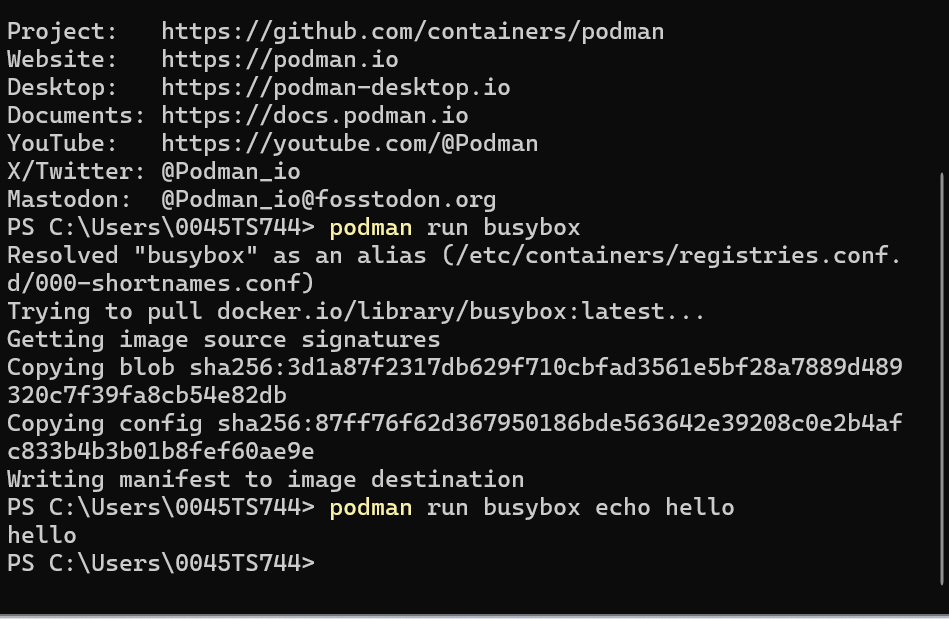 Project:   https://github.com/containers/podman
Website:   https://podman.io
Desktop:   https://podman-desktop.io
Documents: https://docs.podman.io
YouTube:   https://youtube.com/@Podman
X/Twitter: @Podman_io
Mastodon:  @Podman_io@fosstodon.org
PS C:\Users\0045TS744> podman run busybox
Resolved "busybox" as an alias (/etc/containers/registries.conf.
d/000-shortnames.conf)
Trying to pull docker.io/library/busybox:latest...
Getting image source signatures
Copying blob sha256:3d1a87f2317db629f710cbfad3561e5bf28a7889d489
320c7f39fa8cb54e82db
Copying config sha256:87ff76f62d367950186bde563642e39208c0e2b4af
c833b4b3b01b8fef60ae9e
Writing manifest to image destination
PS C:\Users\0045TS744> podman run busybox echo hello
hello
PS C:\Users\0045TS744>